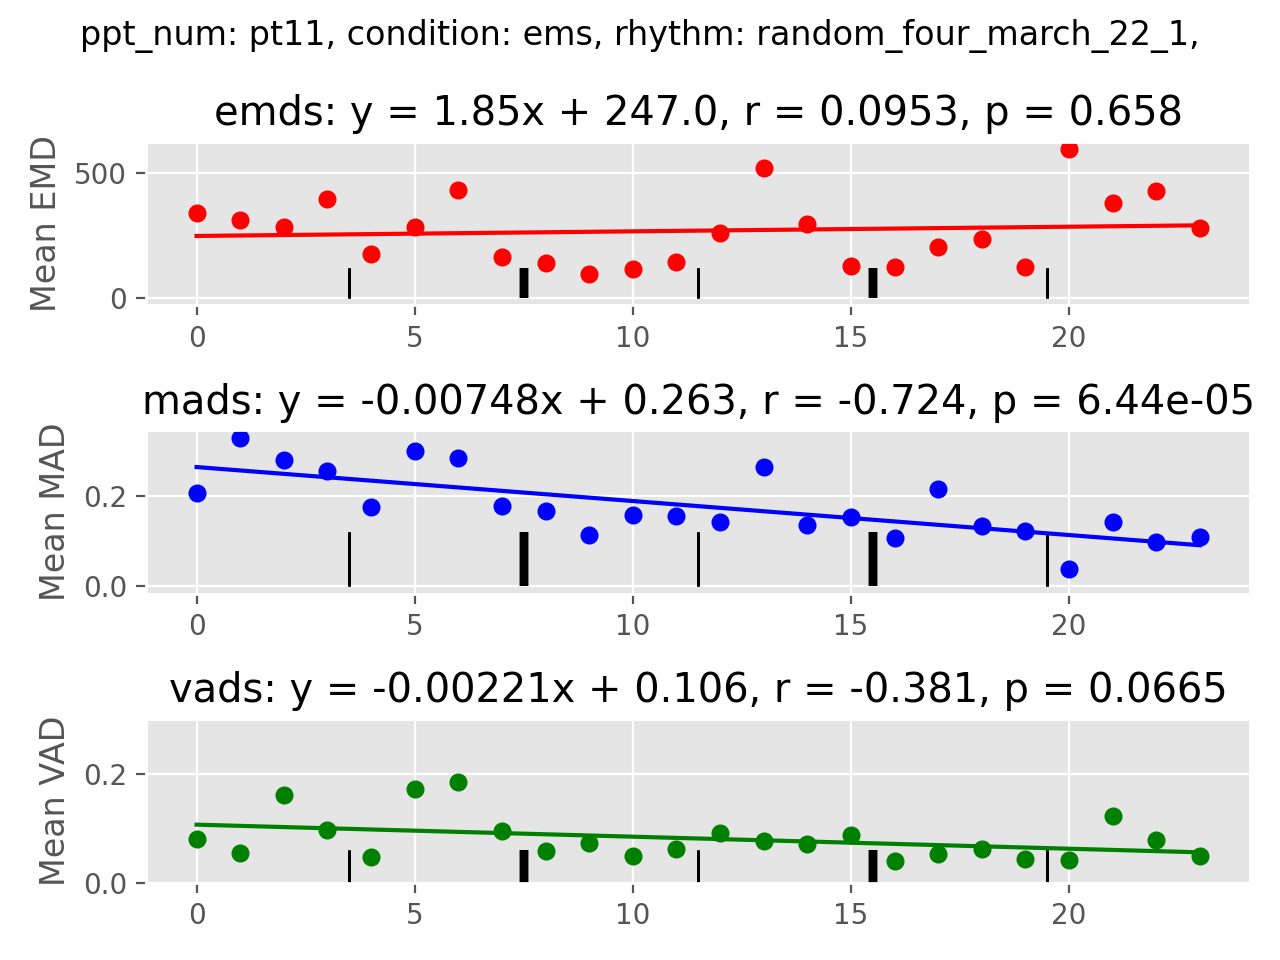 ppt_num: pt11, condition: ems, rhythm: random_four_march_22_1,
emds: y = 1.85x + 247.0, r = 0.0953, p = 0.658
Mean EMD
500
0
0 5 10 15 20
mads: y = -0.00748x + 0.263, r = -0.724, p = 6.44e-05
Mean MAD
0.2
0.0
0 5 10 15 20
vads: y = -0.00221x + 0.106, r = -0.381, p = 0.0665
Mean VAD
0.2
0.0
0 5 10 15 20